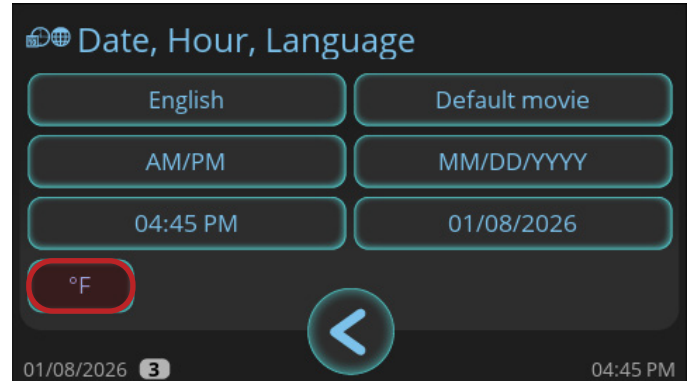 Date, Hour, Language
English Default movie
AM/PM MM/DD/YYYY
04:45 PM 01/08/2026
°F
01/08/2026 3 04:45 PM